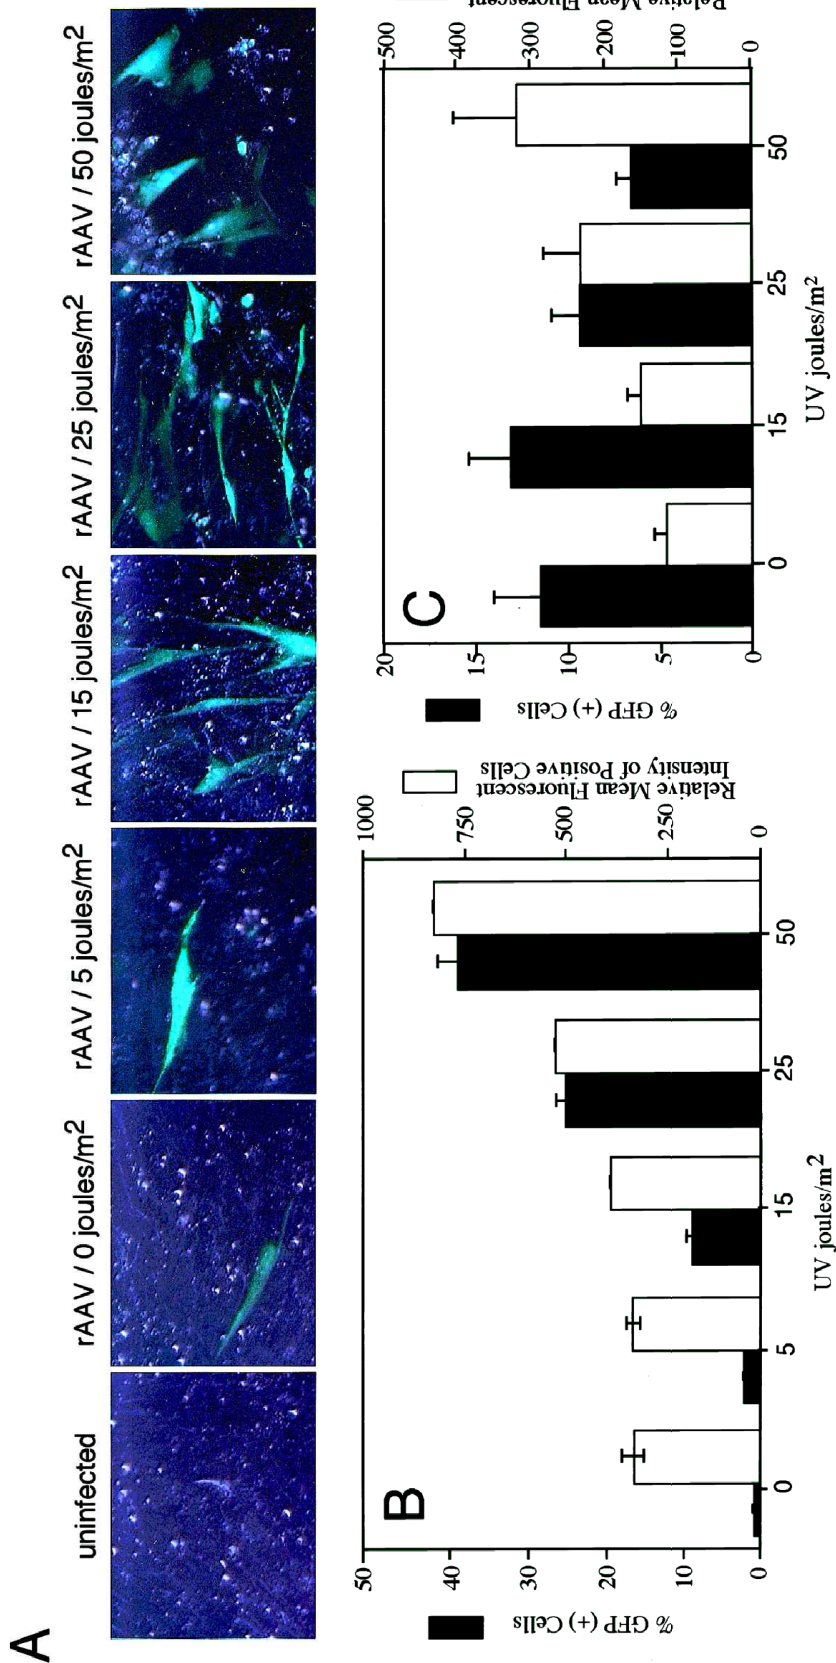 A
uninfected
rAAV / 0 joules/m2
rAAV / 5 joules/m2
rAAV / 15 joules/m2
rAAV / 25 joules/m2
rAAV / 50 joules/m2
B
% GFP (+) Cells
50
40
30
20
10
0
0
5
15
25
50
UV joules/m2
1000
750
500
250
0
Relative Mean Fluorescent
Intensity of Positive Cells
C
% GFP (+) Cells
20
15
10
5
0
0
15
25
50
UV joules/m2
500
400
300
200
100
0
Relative Mean Fluorescent